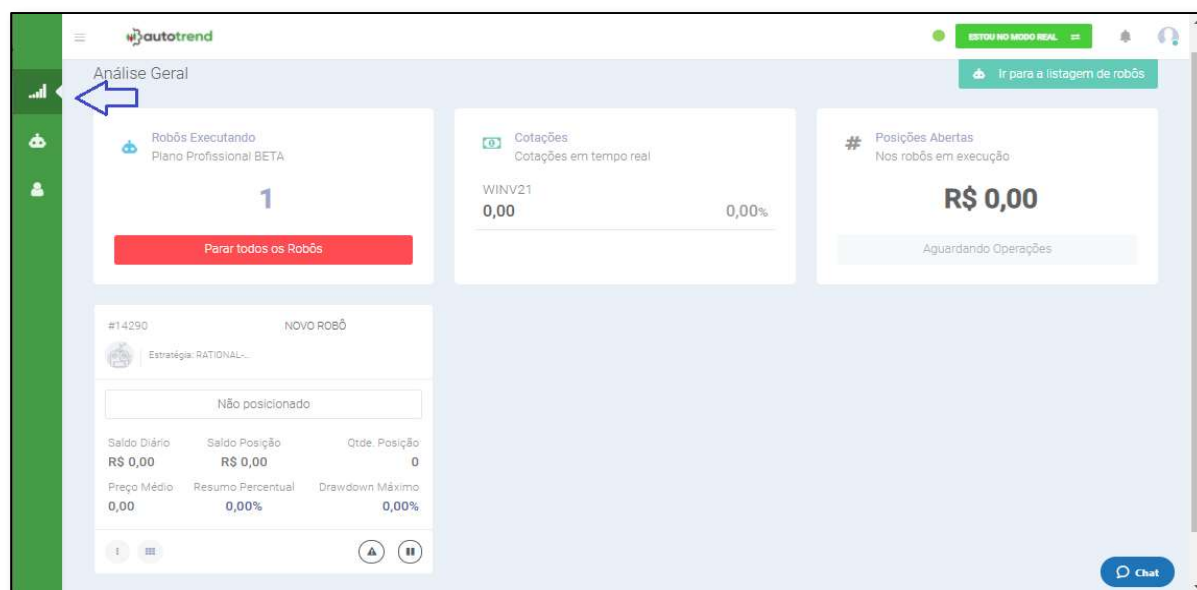 autotrend
ESTOU NO MODO REAL
Análise Geral
Ir para a listagem de robôs
Robôs Executando
Plano Profissional BETA
1
Parar todos os Robôs
Cotações
Cotações em tempo real
WINV21
0,00 0,00%
# Posições Abertas
Nos robôs em execução
R$ 0,00
Aguardando Operações
#14290 NOVO ROBÔ
Estratégia: RATIONAL-...
Não posicionado
Saldo Diário Saldo Posição Qtde. Posição
R$ 0,00 R$ 0,00 0
Preço Médio Resumo Percentual Drawdown Máximo
0,00 0,00% 0,00%
Chat